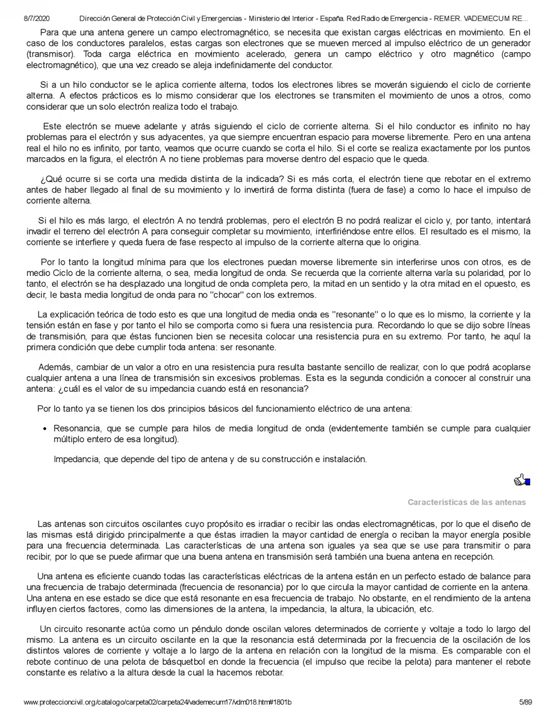 8/7/2020 Dirección General de Protección Civil y Emergencias - Ministerio del Interior - España. Red Radio de Emergencia - REMER. VADEMECUM RE...
Para que una antena genere un campo electromagnético, se necesita que existan cargas eléctricas en movimiento. En el
caso de los conductores paralelos, estas cargas son electrones que se mueven merced al impulso eléctrico de un generador
(transmisor). Toda carga eléctrica en movimiento acelerado, genera un campo eléctrico y otro magnético (campo
electromagnético), que una vez creado se aleja indefinidamente del conductor.
Si a un hilo conductor se le aplica corriente alterna, todos los electrones libres se moverán siguiendo el ciclo de corriente
alterna. A efectos prácticos es lo mismo considerar que los electrones se transmiten el movimiento de unos a otros, como
considerar que un solo electrón realiza todo el trabajo.
Este electrón se mueve adelante y atrás siguiendo el ciclo de corriente alterna. Si el hilo conductor es infinito no hay
problemas para el electrón y sus adyacentes, ya que siempre encuentran espacio para moverse libremente. Pero en una antena
real el hilo no es infinito, por tanto, veamos que ocurre cuando se corta el hilo. Si el corte se realiza exactamente por los puntos
marcados en la figura, el electrón A no tiene problemas para moverse dentro del espacio que le queda.
¿Qué ocurre si se corta una medida distinta de la indicada? Si es más corta, el electrón tiene que rebotar en el extremo
antes de haber llegado al final de su movimiento y lo invertirá de forma distinta (fuera de fase) a como lo hace el impulso de
corriente alterna.
Si el hilo es más largo, el electrón A no tendrá problemas, pero el electrón B no podrá realizar el ciclo y, por tanto, intentará
invadir el terreno del electrón A para conseguir completar su movimiento, interfiriéndose entre ellos. El resultado es el mismo, la
corriente se interfiere y queda fuera de fase respecto al impulso de la corriente alterna que lo origina.
Por lo tanto la longitud mínima para que los electrones puedan moverse libremente sin interferirse unos con otros, es de
medio Ciclo de la corriente alterna, o sea, media longitud de onda. Se recuerda que la corriente alterna varía su polaridad, por lo
tanto, el electrón se ha desplazado una longitud de onda completa pero, la mitad en un sentido y la otra mitad en el opuesto, es
decir, le basta media longitud de onda para no "chocar" con los extremos.
La explicación teórica de todo esto es que una longitud de media onda es "resonante" o lo que es lo mismo, la corriente y la
tensión están en fase y por tanto el hilo se comporta como si fuera una resistencia pura. Recordando lo que se dijo sobre líneas
de transmisión, para que éstas funcionen bien se necesita colocar una resistencia pura en su extremo. Por tanto, he aquí la
primera condición que debe cumplir toda antena: ser resonante.
Además, cambiar de un valor a otro en una resistencia pura resulta bastante sencillo de realizar, con lo que podrá acoplarse
cualquier antena a una línea de transmisión sin excesivos problemas. Esta es la segunda condición a conocer al construir una
antena: ¿cuál es el valor de su impedancia cuando está en resonancia?
Por lo tanto ya se tienen los dos principios básicos del funcionamiento eléctrico de una antena:
• Resonancia, que se cumple para hilos de media longitud de onda (evidentemente también se cumple para cualquier
múltiplo entero de esa longitud).
Impedancia, que depende del tipo de antena y de su construcción e instalación.
Características de las antenas
Las antenas son circuitos oscilantes cuyo propósito es irradiar o recibir las ondas electromagnéticas, por lo que el diseño de
las mismas está dirigido principalmente a que éstas irradien la mayor cantidad de energía o reciban la mayor energía posible
para una frecuencia determinada. Las características de una antena son iguales ya sea que se use para transmitir o para
recibir, por lo que se puede afirmar que una buena antena en transmisión será también una buena antena en recepción.
Una antena es eficiente cuando todas las características eléctricas de la antena están en un perfecto estado de balance para
una frecuencia de trabajo determinada (frecuencia de resonancia) por lo que circula la mayor cantidad de corriente en la antena.
Una antena en ese estado se dice que está resonante en esa frecuencia de trabajo. No obstante, en el rendimiento de la antena
influyen ciertos factores, como las dimensiones de la antena, la impedancia, la altura, la ubicación, etc.
Un circuito resonante actúa como un péndulo donde oscilan valores determinados de corriente y voltaje a todo lo largo del
mismo. La antena es un circuito oscilante en la que la resonancia está determinada por la frecuencia de la oscilación de los
distintos valores de corriente y voltaje a lo largo de la antena en relación con la longitud de la misma. Es comparable con el
rebote continuo de una pelota de básquetbol en donde la frecuencia (el impulso que recibe la pelota) para mantener el rebote
constante es relativo a la altura desde la cual la hacemos rebotar.
www.proteccioncivil.org/catalogo/carpeta02/carpeta24/vademecum17/vdm018.htm#1801b 5/89